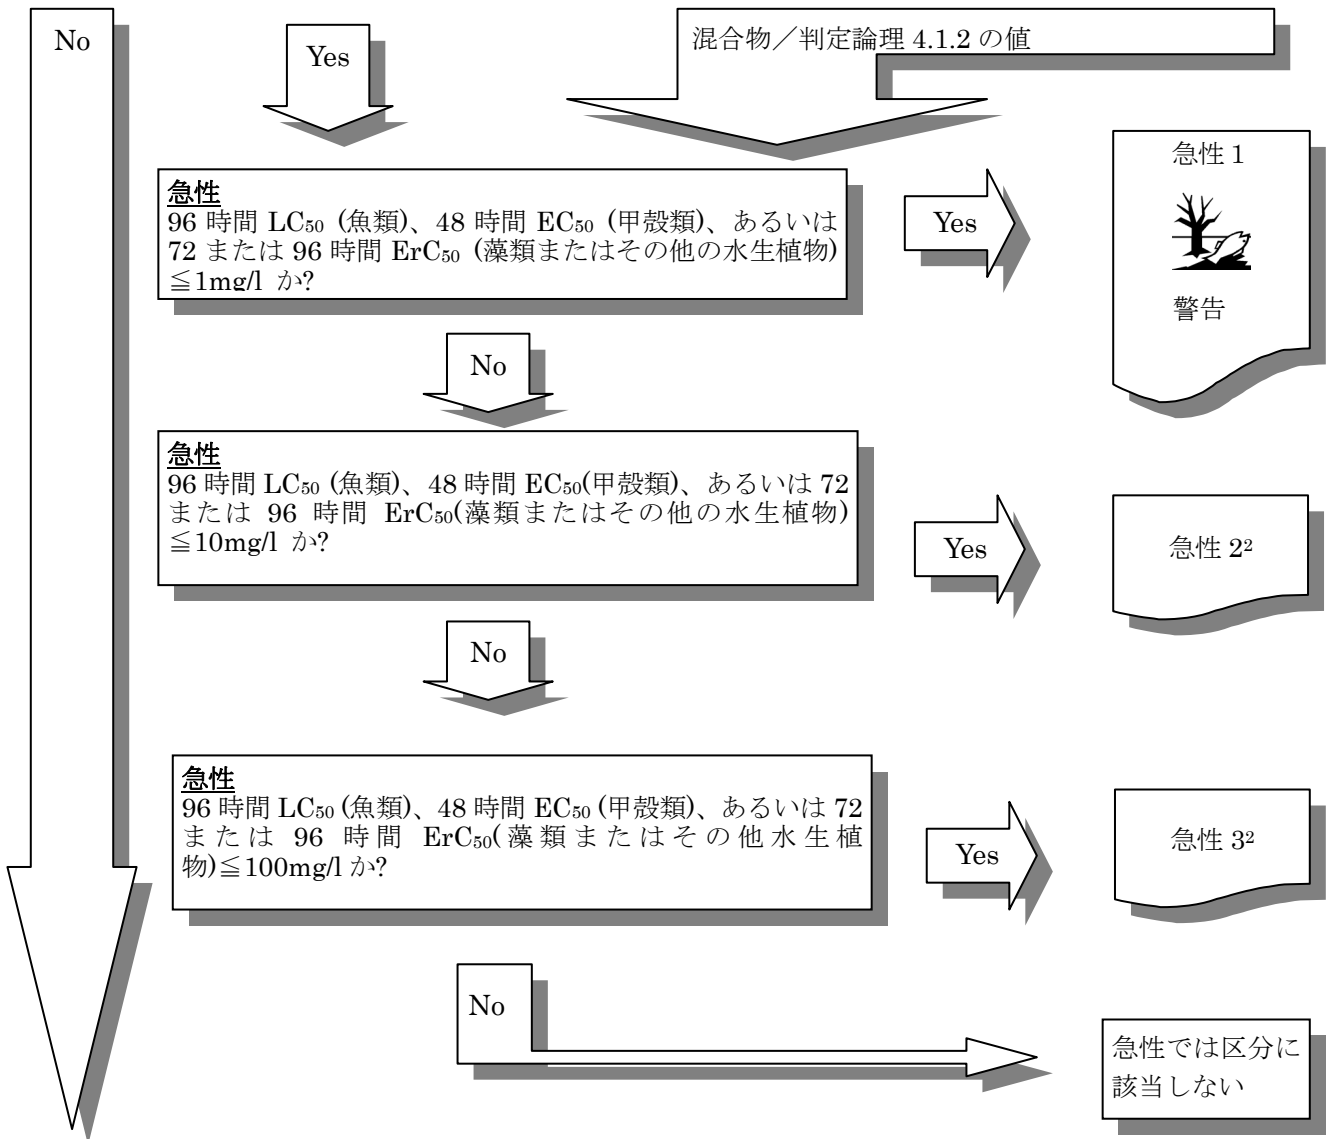 No
Yes
混合物／判定論理 4.1.2 の値
急性
96 時間 LC₅₀ (魚類)、48 時間 EC₅₀ (甲殻類)、あるいは
72 または 96 時間 ErC₅₀ (藻類またはその他の水生植物)
≦1mg/l か?
Yes
急性 1
警告
No
急性
96 時間 LC₅₀ (魚類)、48 時間 EC₅₀(甲殻類)、あるいは 72
または 96 時間 ErC₅₀(藻類またはその他の水生植物)
≦10mg/l か?
Yes
急性 2²
No
急性
96 時間 LC₅₀ (魚類)、48 時間 EC₅₀ (甲殻類)、あるいは 72
または 96 時間 ErC₅₀(藻類またはその他水生植
物)≦100mg/l か?
Yes
急性 3²
No
急性では区分に
該当しない